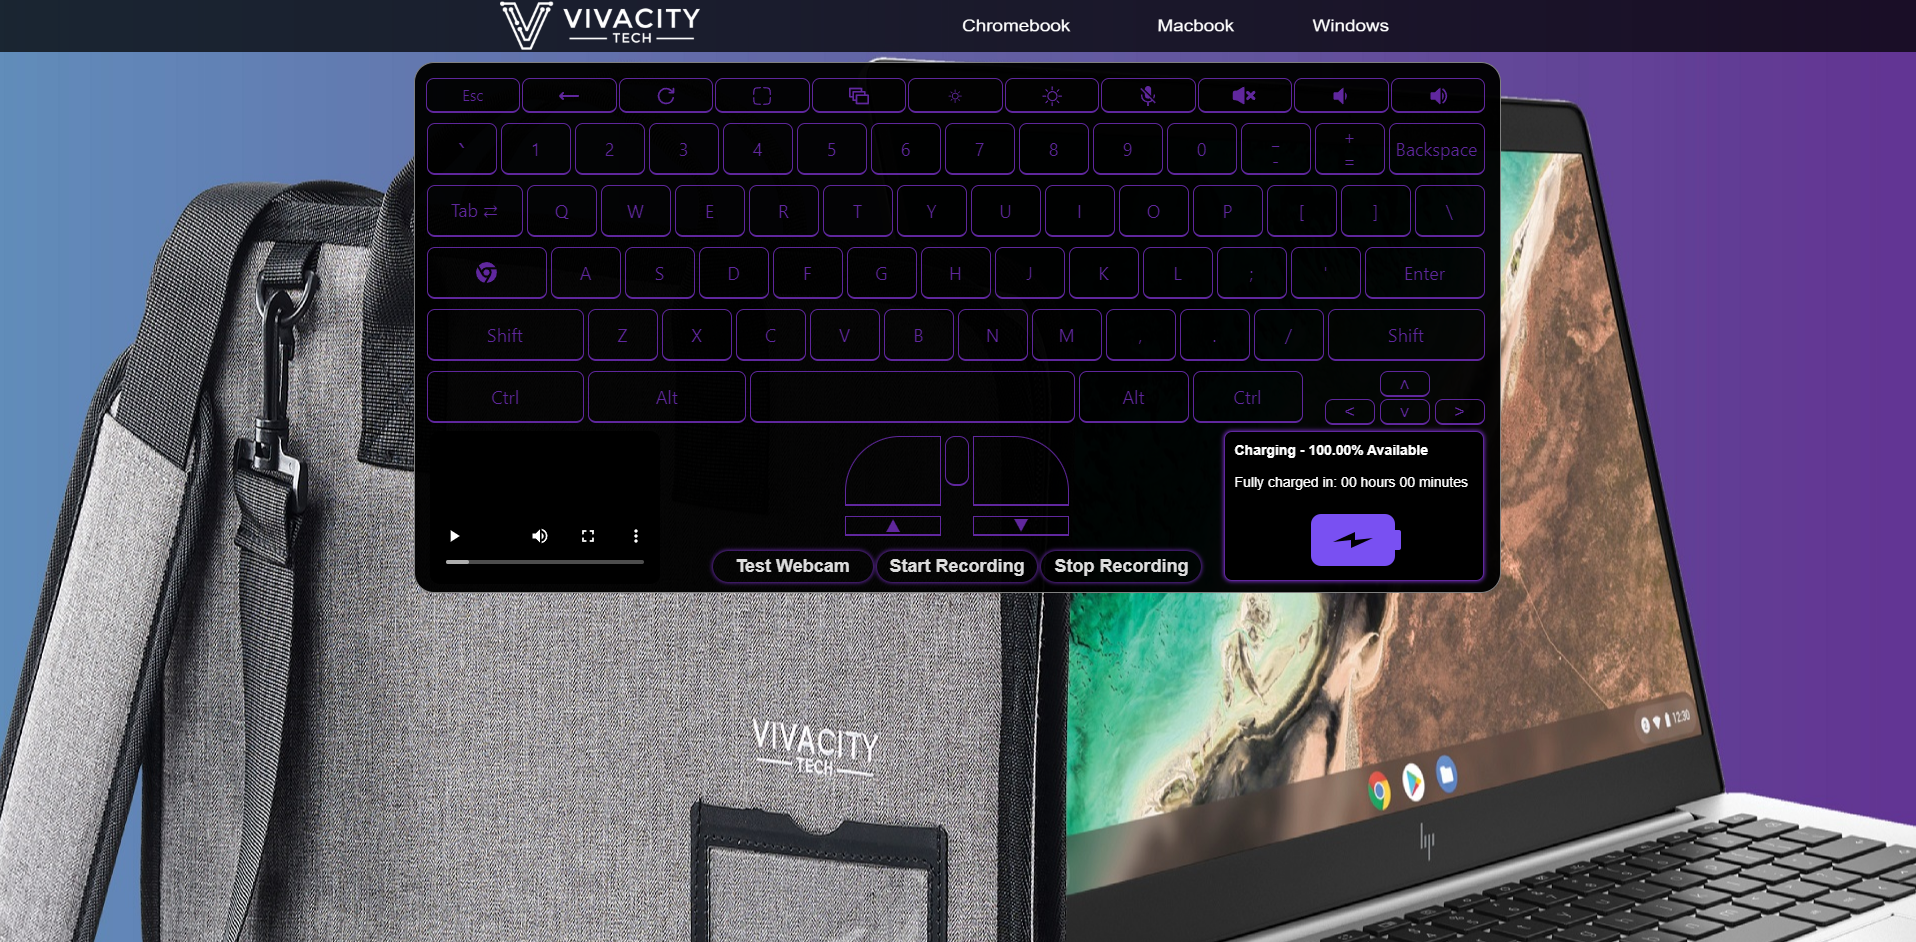 VIVACITY
TECH
Chromebook Macbook Windows
Esc
` 1 2 3 4 5 6 7 8 9 0 _ - + = Backspace
Tab ⇄ Q W E R T Y U I O P [ ] \
A S D F G H J K L ; ' Enter
Shift Z X C V B N M , . / Shift
Ctrl Alt Alt Ctrl ^
< v >
Charging - 100.00% Available
Fully charged in: 00 hours 00 minutes
Test Webcam Start Recording Stop Recording
VIVACITY
TECH
12:30
hp